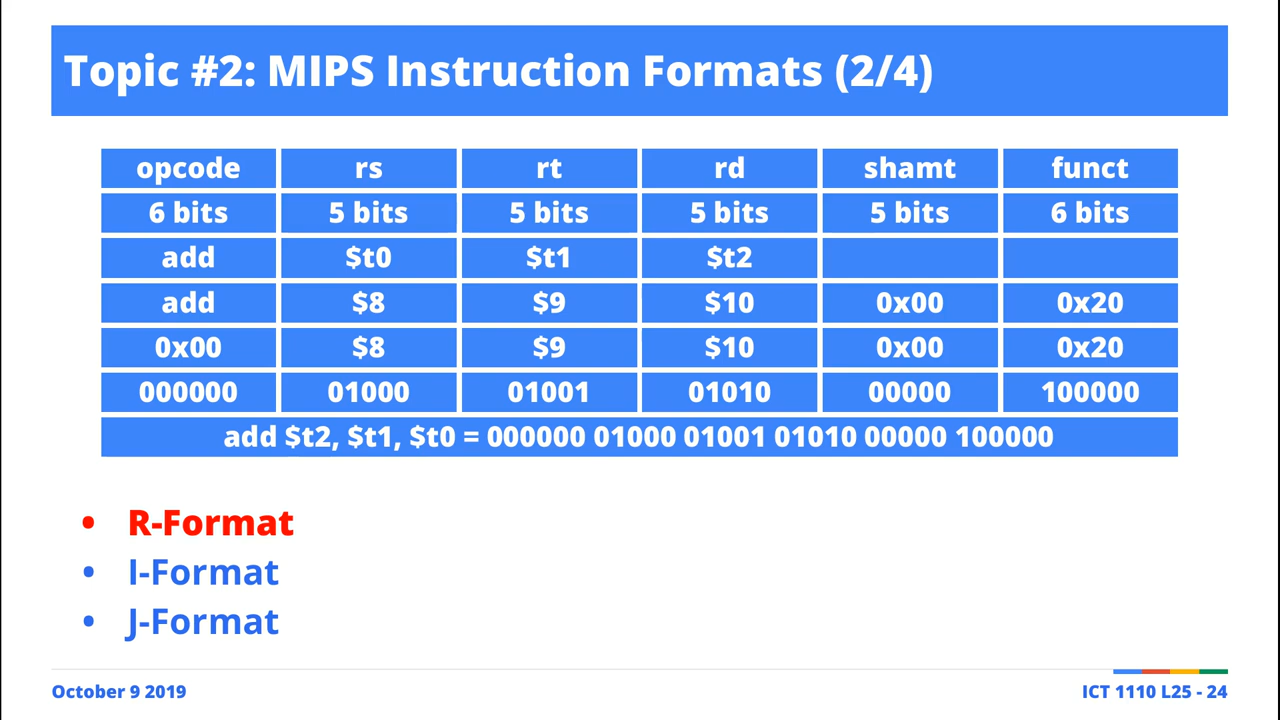 Topic #2: MIPS Instruction Formats (2/4)
opcode rs rt rd shamt funct
6 bits 5 bits 5 bits 5 bits 5 bits 6 bits
add $t0 $t1 $t2
add $8 $9 $10 0x00 0x20
0x00 $8 $9 $10 0x00 0x20
000000 01000 01001 01010 00000 100000
add $t2, $t1, $t0 = 000000 01000 01001 01010 00000 100000
• R-Format
• I-Format
• J-Format
October 9 2019
ICT 1110 L25 - 24